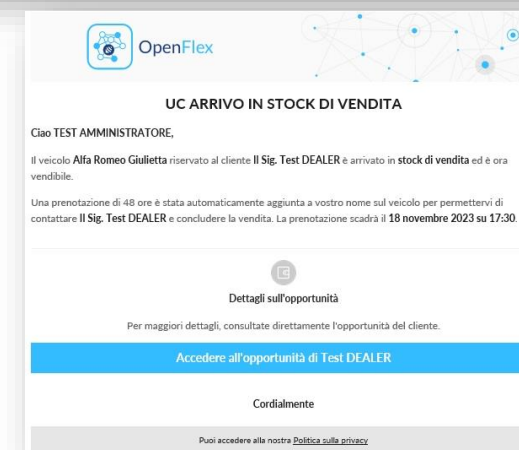 OpenFlex
UC ARRIVO IN STOCK DI VENDITA
Ciao TEST AMMINISTRATORE,
Il veicolo Alfa Romeo Giulietta riservato al cliente Il Sig. Test DEALER è arrivato in stock di vendita ed è ora
vendibile.
Una prenotazione di 48 ore è stata automaticamente aggiunta a vostro nome sul veicolo per permettervi di
contattare Il Sig. Test DEALER e concludere la vendita. La prenotazione scadrà il 18 novembre 2023 su 17:30.
Dettagli sull'opportunità
Per maggiori dettagli, consultate direttamente l'opportunità del cliente.
Accedere all'opportunità di Test DEALER
Cordialmente
Puoi accedere alla nostra Politica sulla privacy